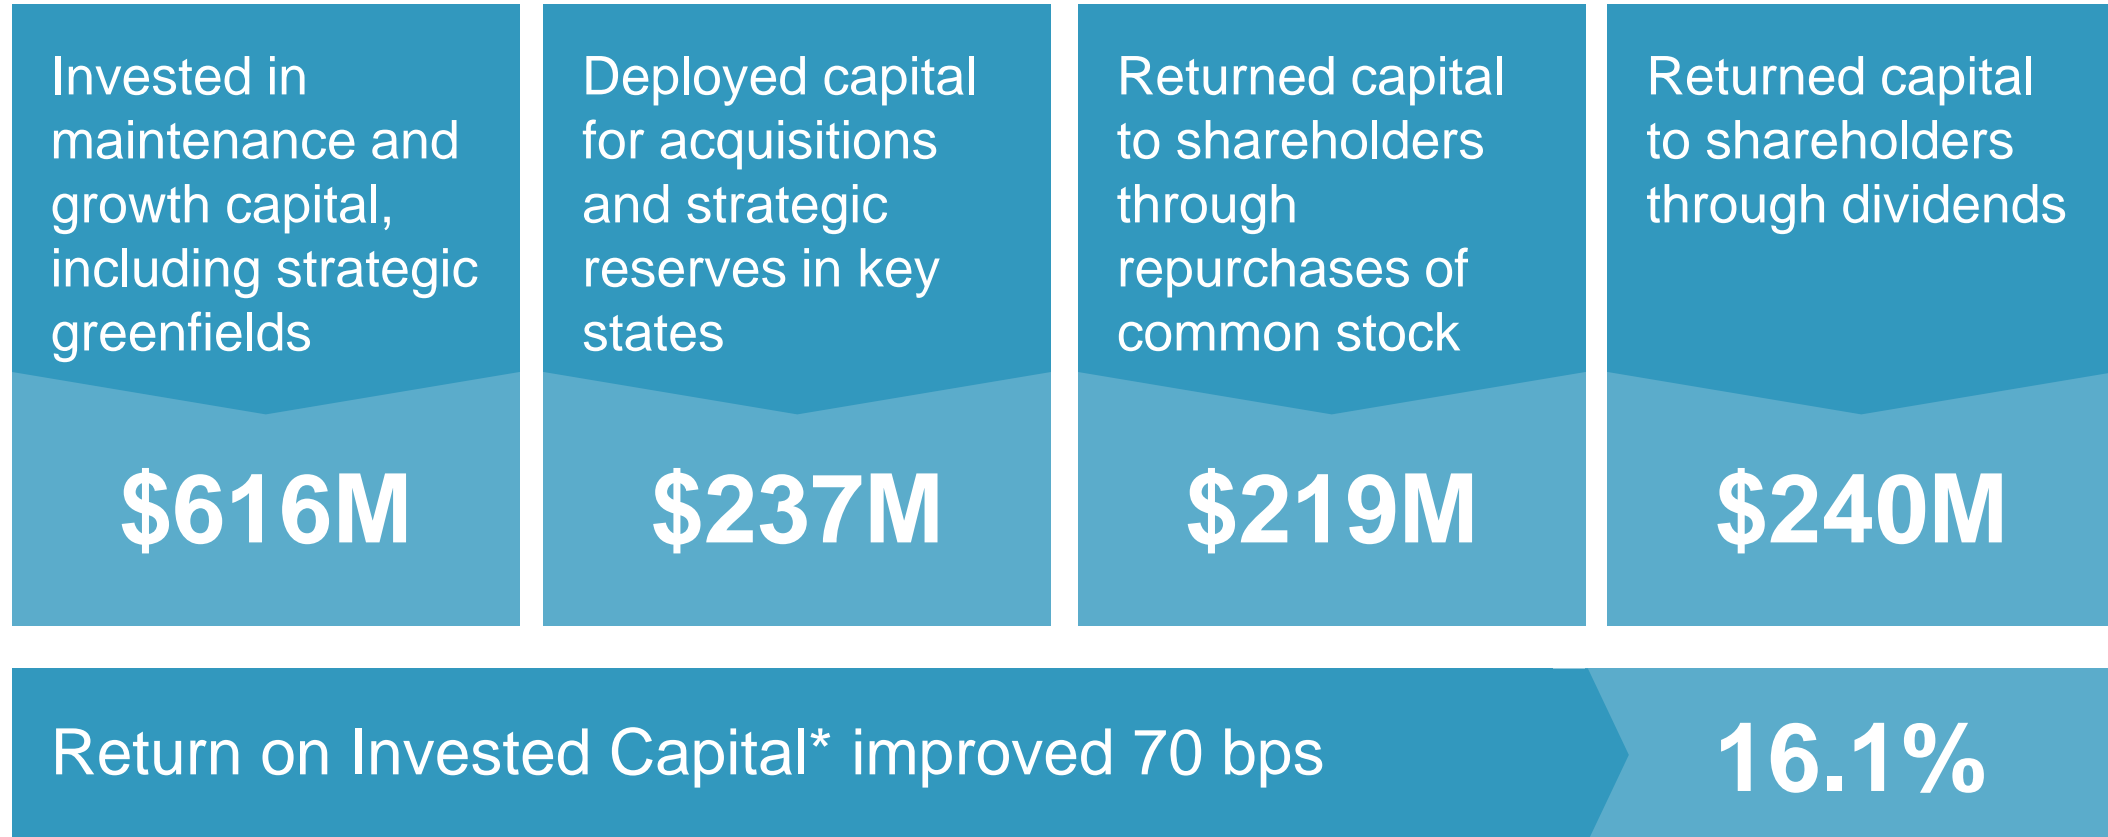 Invested in
maintenance and
growth capital,
including strategic
greenfields
$616M
Deployed capital
for acquisitions
and strategic
reserves in key
states
$237M
Returned capital
to shareholders
through
repurchases of
common stock
$219M
Returned capital
to shareholders
through dividends
$240M
Return on Invested Capital* improved 70 bps
16.1%